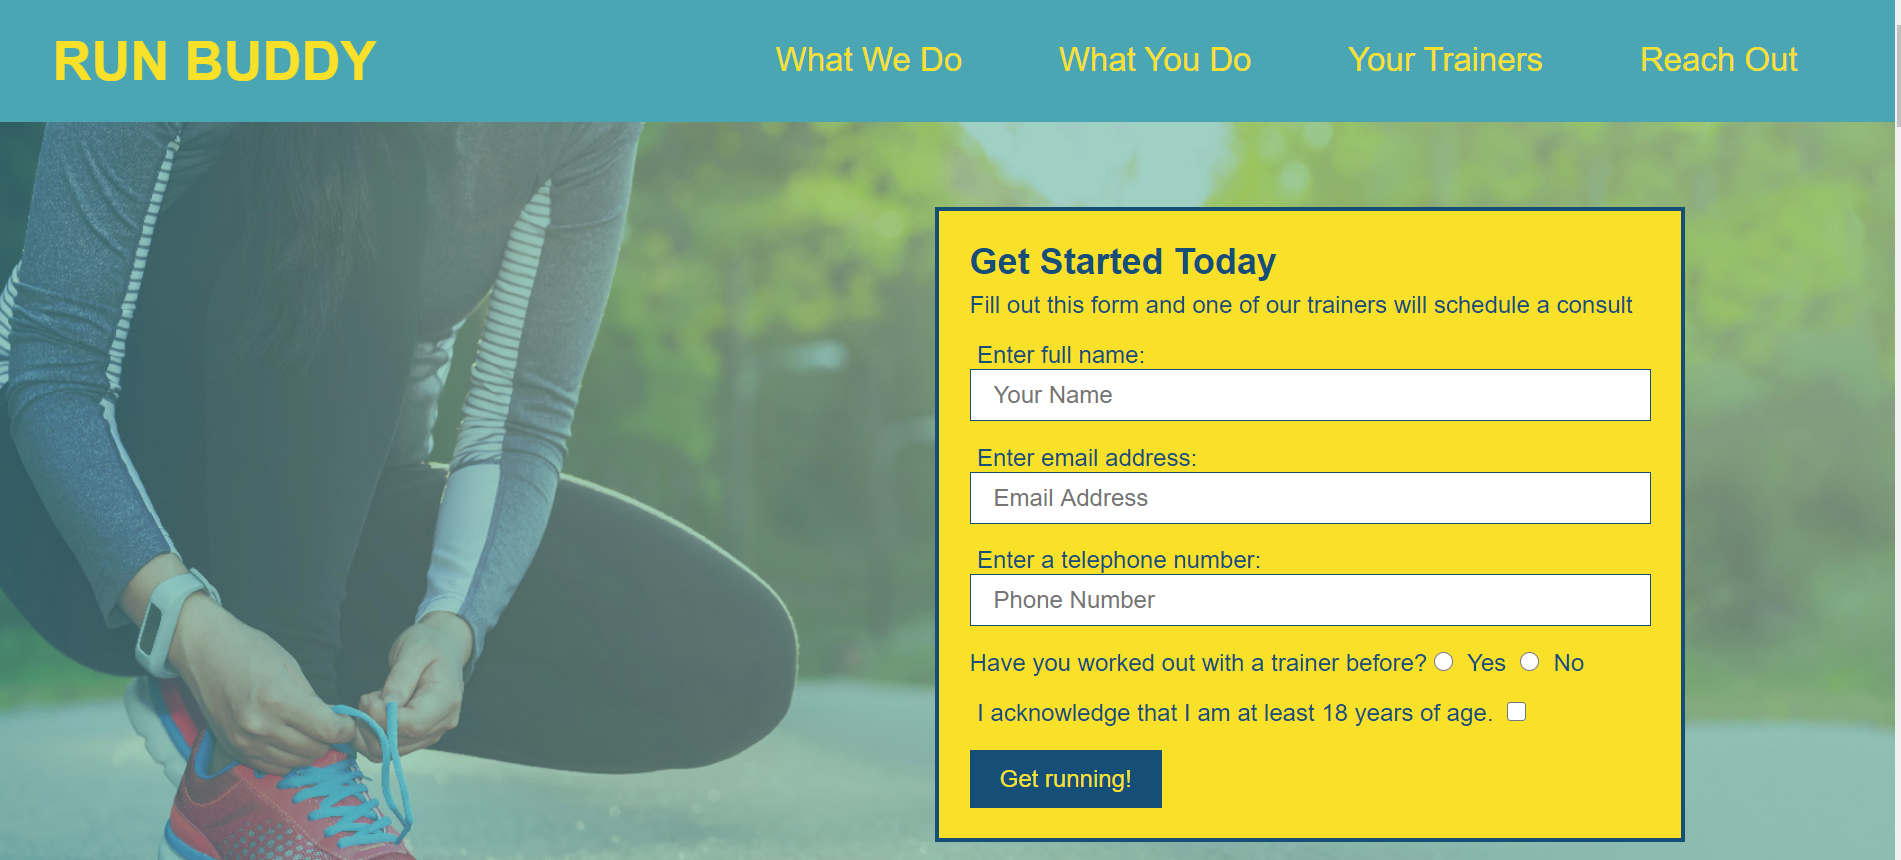 RUN BUDDY
What We Do
What You Do
Your Trainers
Reach Out
Get Started Today
Fill out this form and one of our trainers will schedule a consult
Enter full name:
Your Name
Enter email address:
Email Address
Enter a telephone number:
Phone Number
Have you worked out with a trainer before? Yes No
I acknowledge that I am at least 18 years of age.
Get running!